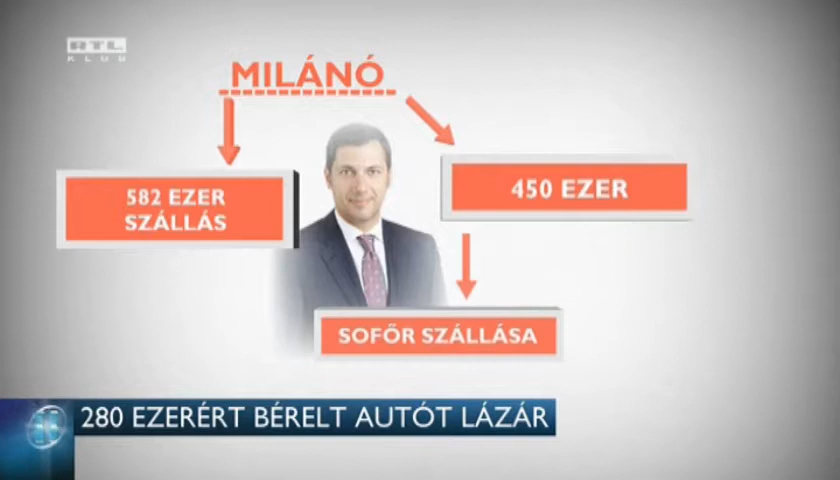 RTL
KLUB
MILÁNÓ
582 EZER
SZÁLLÁS
450 EZER
SOFŐR SZÁLLÁSA
280 EZERÉRT BÉRELT AUTÓT LÁZÁR